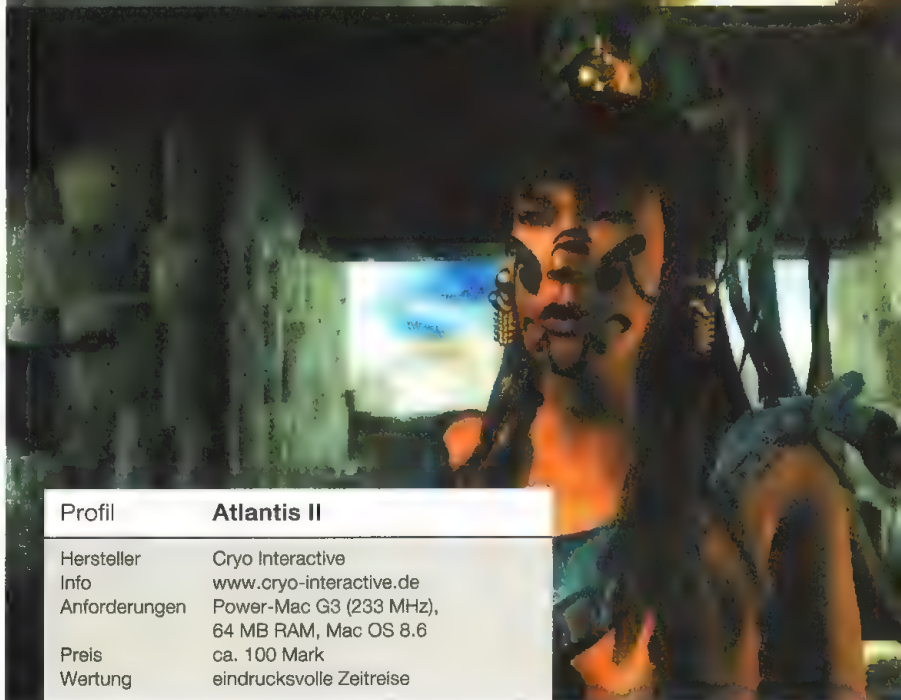 Profil Atlantis II
Hersteller Cryo Interactive
Info www.cryo-interactive.de
Anforderungen Power-Mac G3 (233 MHz),
64 MB RAM, Mac OS 8.6
Preis ca. 100 Mark
Wertung eindrucksvolle Zeitreise